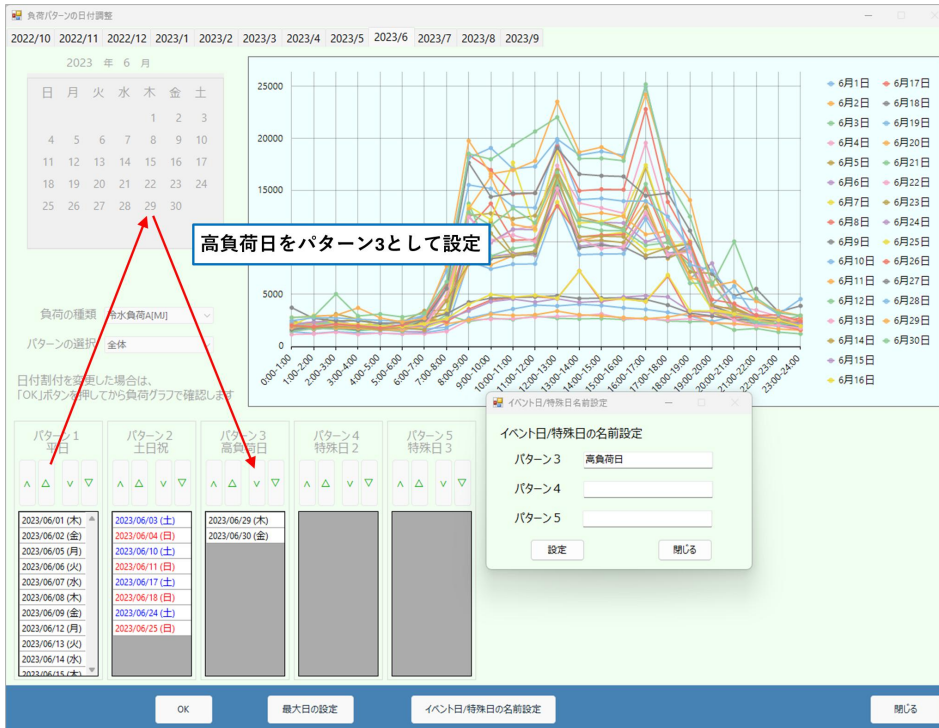 負荷パターンの日付調整
2022/10 2022/11 2022/12 2023/1 2023/2 2023/3 2023/4 2023/5 2023/6 2023/7 2023/8 2023/9
2023 年 6 月
日 月 火 水 木 金 土
1 2 3
4 5 6 7 8 9 10
11 12 13 14 15 16 17
18 19 20 21 22 23 24
25 26 27 28 29 30
高負荷日をパターン3として設定
負荷の種類 冷水負荷A[MJ]
パターンの選択 全体
日付割付を変更した場合は、
「OK」ボタンを押してから負荷グラフで確認します
25000
20000
15000
10000
5000
0
0:00-1:00 1:00-2:00 2:00-3:00 3:00-4:00 4:00-5:00 5:00-6:00 6:00-7:00 7:00-8:00 8:00-9:00 9:00-10:00 10:00-11:00 11:00-12:00 12:00-13:00 13:00-14:00 14:00-15:00 15:00-16:00 16:00-17:00 17:00-18:00 18:00-19:00 19:00-20:00 20:00-21:00 21:00-22:00 22:00-23:00 23:00-24:00
6月1日 6月17日
6月2日 6月18日
6月3日 6月19日
6月4日 6月20日
6月5日 6月21日
6月6日 6月22日
6月7日 6月23日
6月8日 6月24日
6月9日 6月25日
6月10日 6月26日
6月11日 6月27日
6月12日 6月28日
6月13日 6月29日
6月14日 6月30日
6月15日
6月16日
パターン1 パターン2 パターン3 パターン4 パターン5
平日 土日祝 高負荷日 特殊日2 特殊日3
2023/06/01 (木) 2023/06/03 (土) 2023/06/29 (木)
2023/06/02 (金) 2023/06/04 (日) 2023/06/30 (金)
2023/06/05 (月) 2023/06/10 (土)
2023/06/06 (火) 2023/06/11 (日)
2023/06/07 (水) 2023/06/17 (土)
2023/06/08 (木) 2023/06/18 (日)
2023/06/09 (金) 2023/06/24 (土)
2023/06/12 (月) 2023/06/25 (日)
2023/06/13 (火)
2023/06/14 (水)
2023/06/15 (木)
イベント日/特殊日名前設定
イベント日/特殊日の名前設定
パターン3 高負荷日
パターン4
パターン5
設定 閉じる
OK 最大日の設定 イベント日/特殊日の名前設定 閉じる